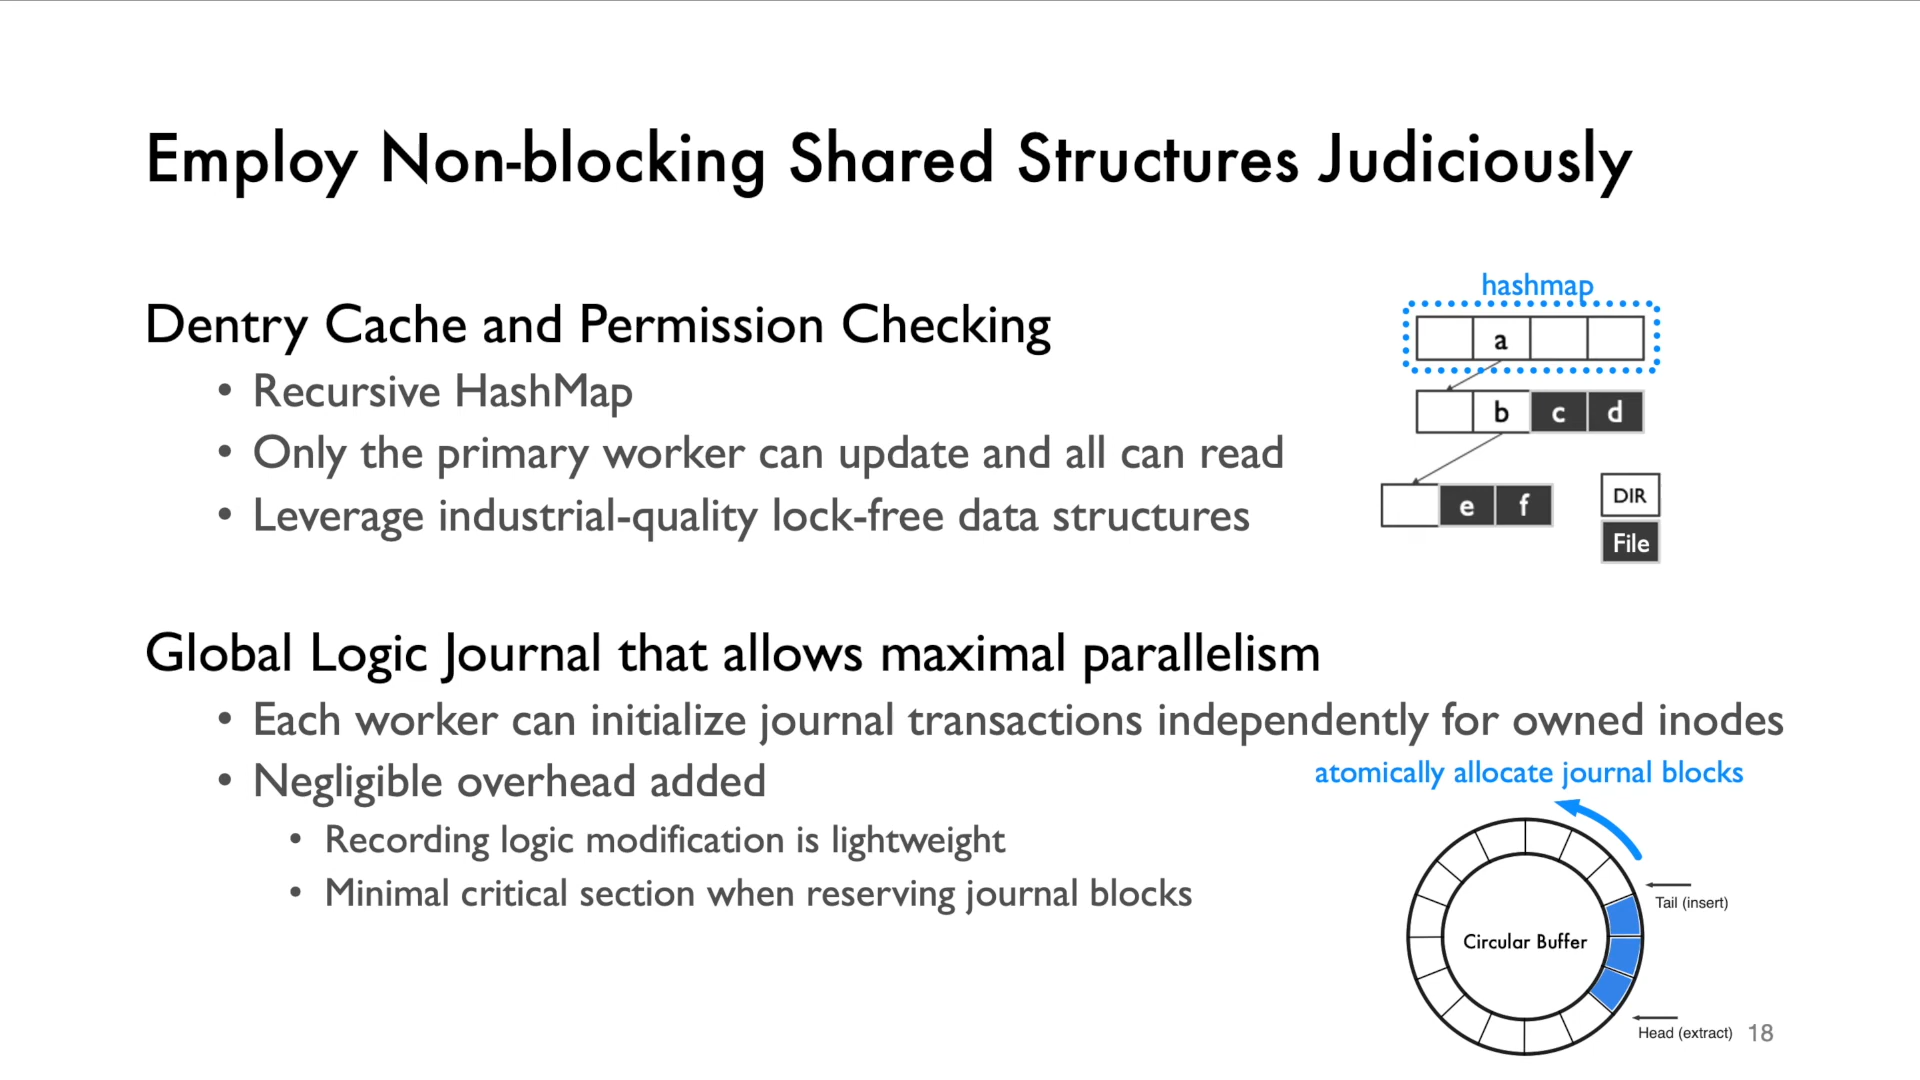 Employ Non-blocking Shared Structures Judiciously
Dentry Cache and Permission Checking
• Recursive HashMap
• Only the primary worker can update and all can read
• Leverage industrial-quality lock-free data structures
hashmap
a
b c d
e f
DIR
File
Global Logic Journal that allows maximal parallelism
• Each worker can initialize journal transactions independently for owned inodes
• Negligible overhead added
• Recording logic modification is lightweight
• Minimal critical section when reserving journal blocks
atomically allocate journal blocks
Tail (insert)
Circular Buffer
Head (extract)
18